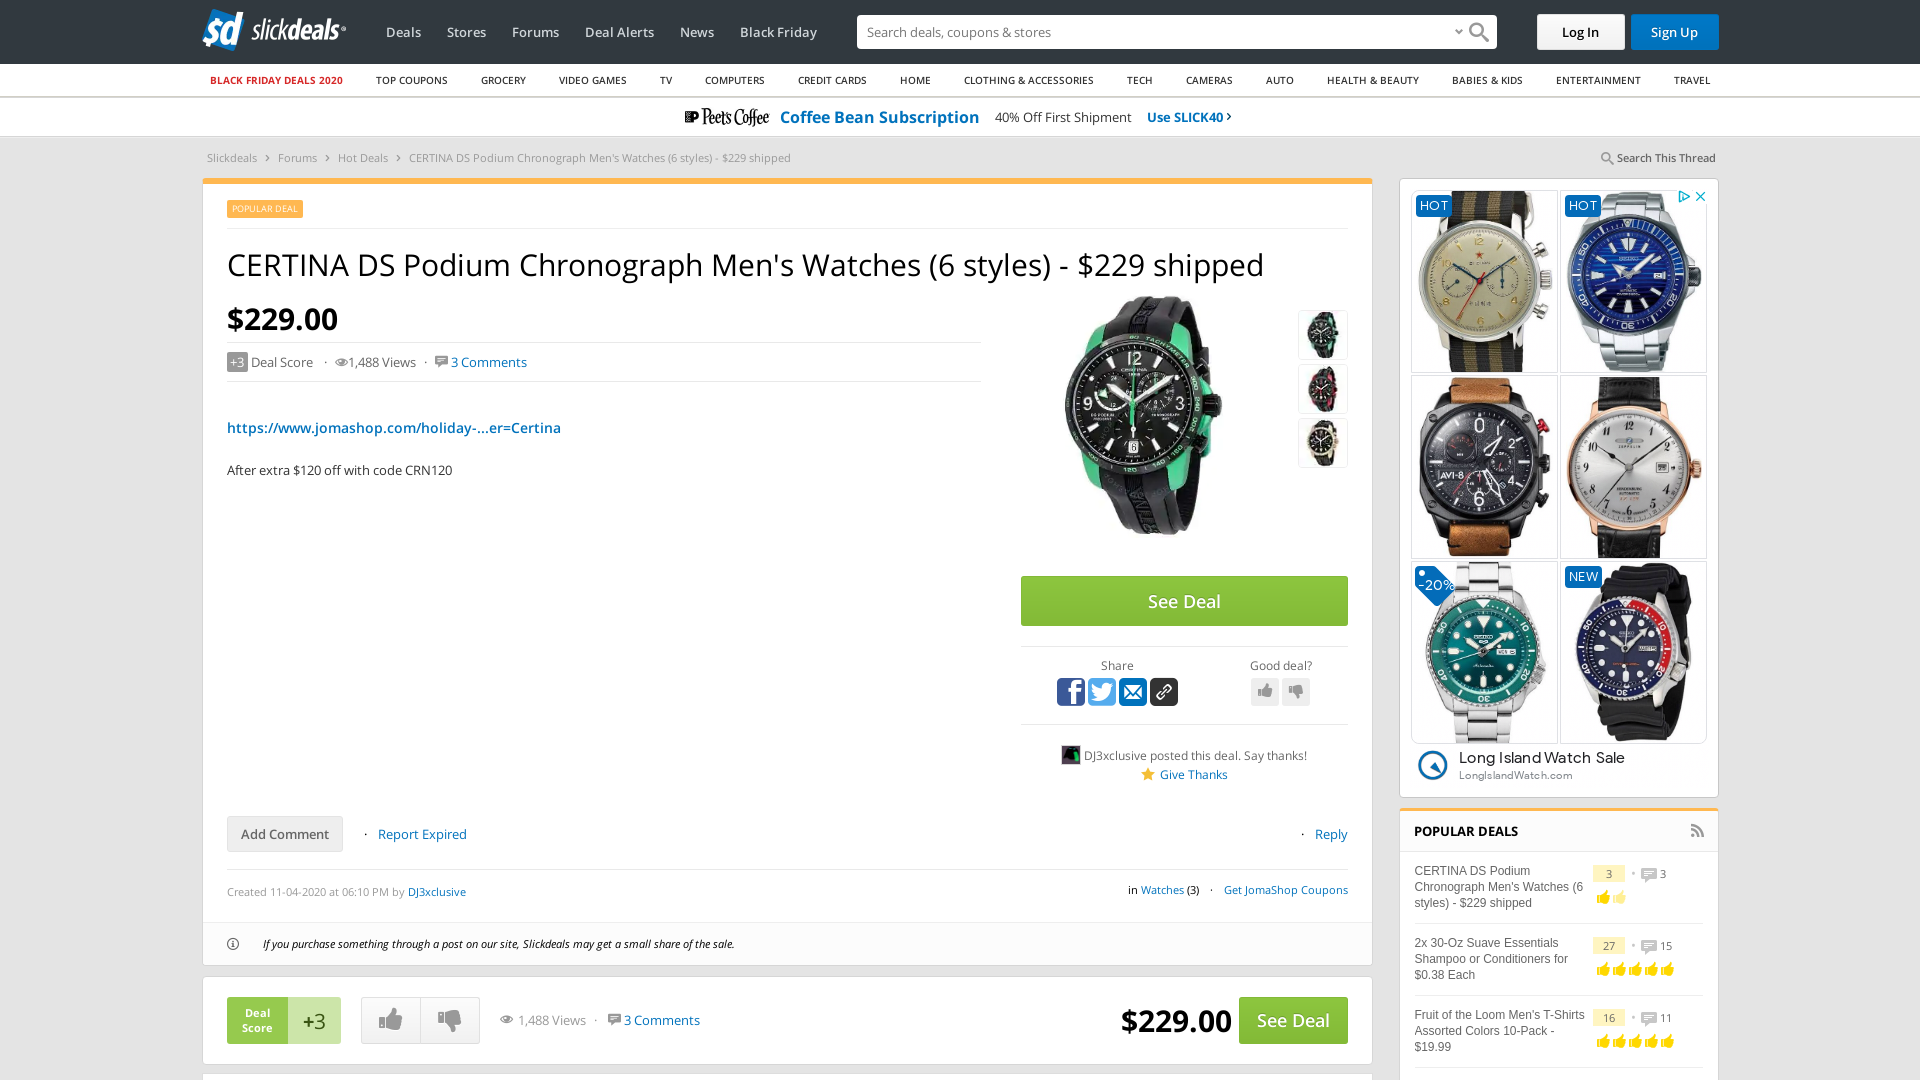 slickdeals
Deals
Stores
Forums
Deal Alerts
News
Black Friday
Search deals, coupons & stores
Log In
Sign Up
BLACK FRIDAY DEALS 2020
TOP COUPONS
GROCERY
VIDEO GAMES
TV
COMPUTERS
CREDIT CARDS
HOME
CLOTHING & ACCESSORIES
TECH
CAMERAS
AUTO
HEALTH & BEAUTY
BABIES & KIDS
ENTERTAINMENT
TRAVEL
Peet's Coffee Coffee Bean Subscription 40% Off First Shipment Use SLICK40 ›
Slickdeals › Forums › Hot Deals › CERTINA DS Podium Chronograph Men's Watches (6 styles) - $229 shipped
Search This Thread
POPULAR DEAL
CERTINA DS Podium Chronograph Men's Watches (6 styles) - $229 shipped
$229.00
+3 Deal Score · 1,488 Views · 3 Comments
https://www.jomashop.com/holiday-...er=Certina
After extra $120 off with code CRN120
See Deal
Share
Good deal?
DJ3xclusive posted this deal. Say thanks!
Give Thanks
Add Comment · Report Expired
· Reply
Created 11-04-2020 at 06:10 PM by DJ3xclusive
in Watches (3) · Get JomaShop Coupons
If you purchase something through a post on our site, Slickdeals may get a small share of the sale.
Deal
Score
+3
1,488 Views · 3 Comments
$229.00
See Deal
HOT
HOT
AVI-8
-20%
NEW
Long Island Watch Sale
LongIslandWatch.com
POPULAR DEALS
CERTINA DS Podium
Chronograph Men's Watches (6
styles) - $229 shipped
3 • 3
2x 30-Oz Suave Essentials
Shampoo or Conditioners for
$0.38 Each
27 • 15
Fruit of the Loom Men's T-Shirts
Assorted Colors 10-Pack -
$19.99
16 • 11